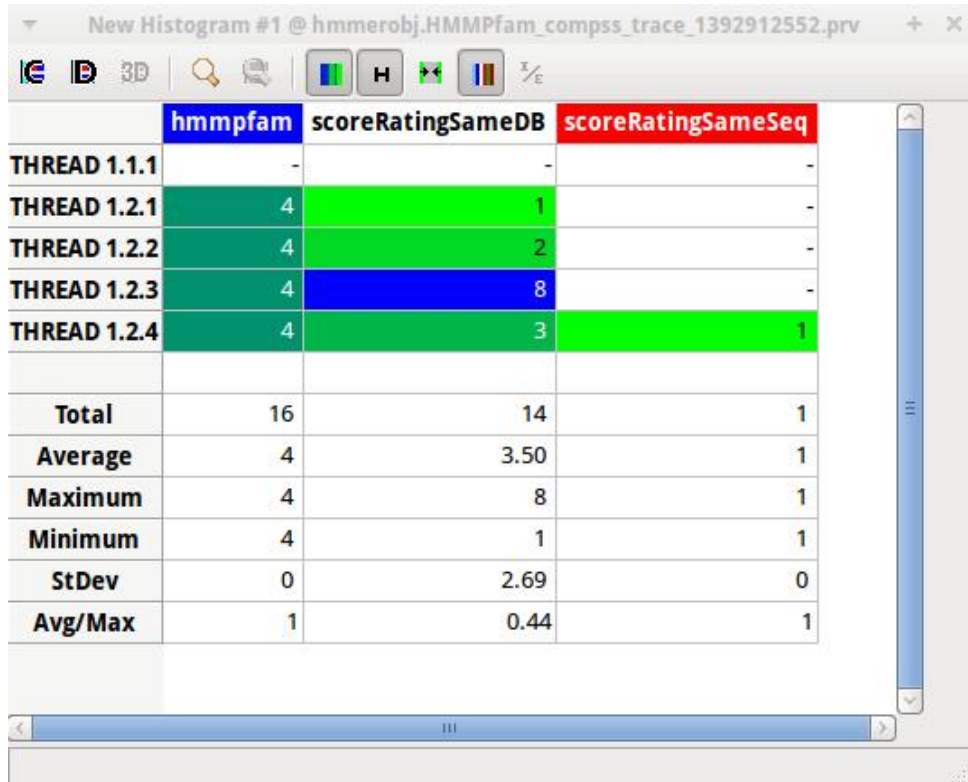 New Histogram #1 @ hmmerobj.HMMPfam_compss_trace_1392912552.prv
3D H I/E
hmmpfam scoreRatingSameDB scoreRatingSameSeq
THREAD 1.1.1 - - -
THREAD 1.2.1 4 1 -
THREAD 1.2.2 4 2 -
THREAD 1.2.3 4 8 -
THREAD 1.2.4 4 3 1
Total 16 14 1
Average 4 3.50 1
Maximum 4 8 1
Minimum 4 1 1
StDev 0 2.69 0
Avg/Max 1 0.44 1